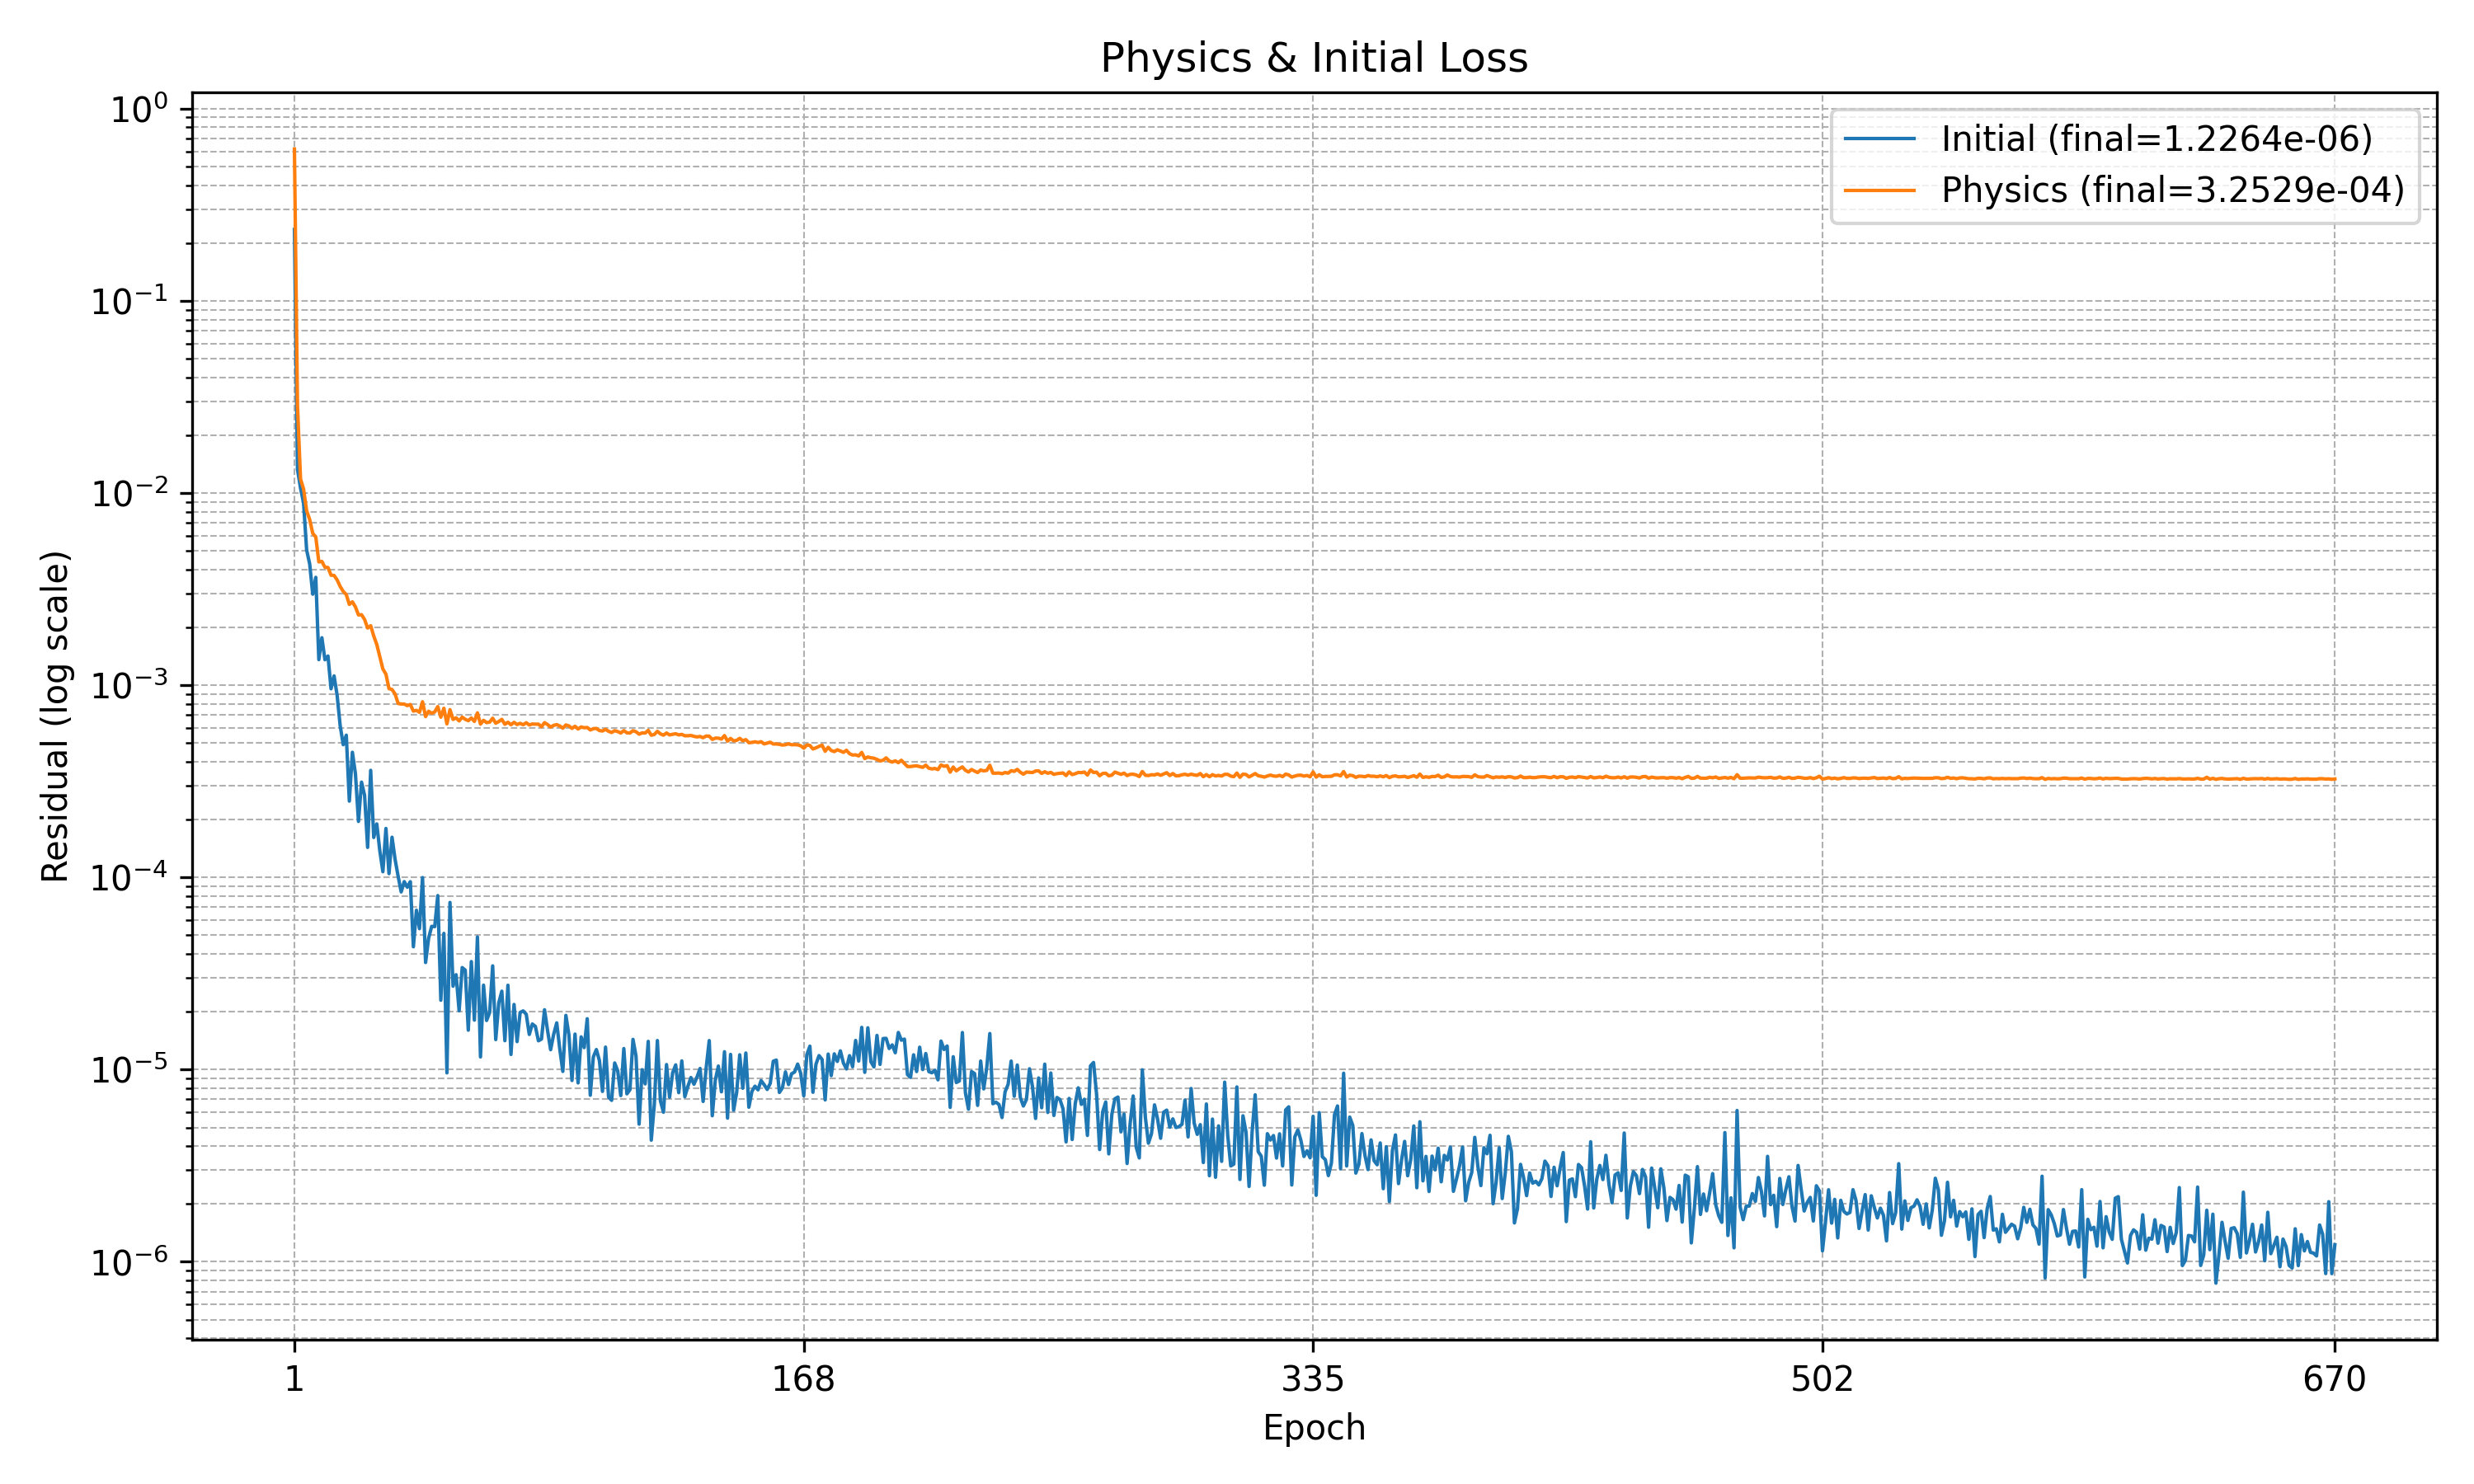 Physics & Initial Loss
Initial (final=1.2264e-06)
Physics (final=3.2529e-04)
Residual (log scale)
10⁰
10⁻¹
10⁻²
10⁻³
10⁻⁴
10⁻⁵
10⁻⁶
1 168 335 502 670
Epoch